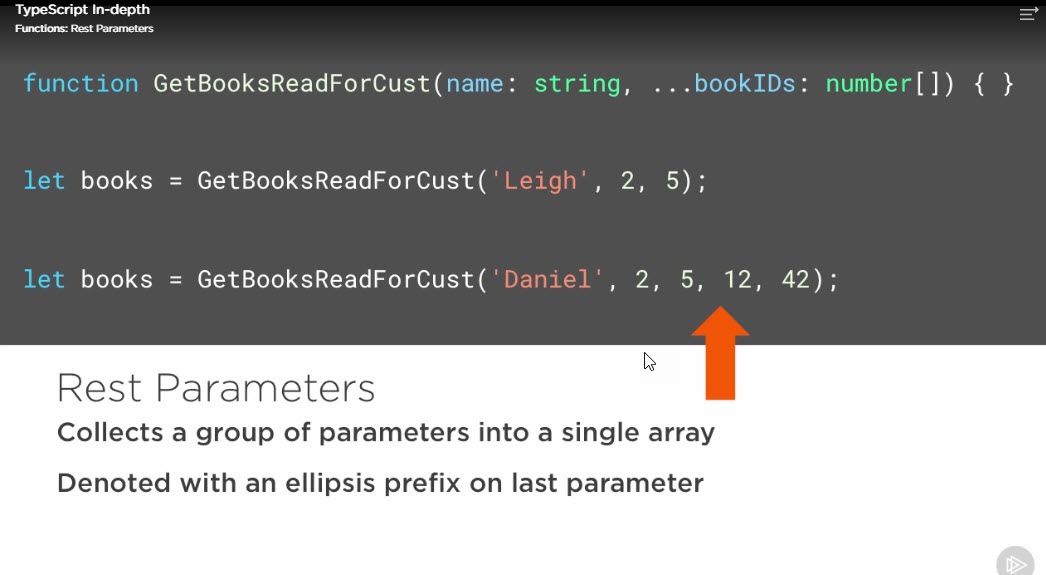 TypeScript In-depth
Functions: Rest Parameters
function GetBooksReadForCust(name: string, ...bookIDs: number[]) { }
let books = GetBooksReadForCust('Leigh', 2, 5);
let books = GetBooksReadForCust('Daniel', 2, 5, 12, 42);
Rest Parameters
Collects a group of parameters into a single array
Denoted with an ellipsis prefix on last parameter